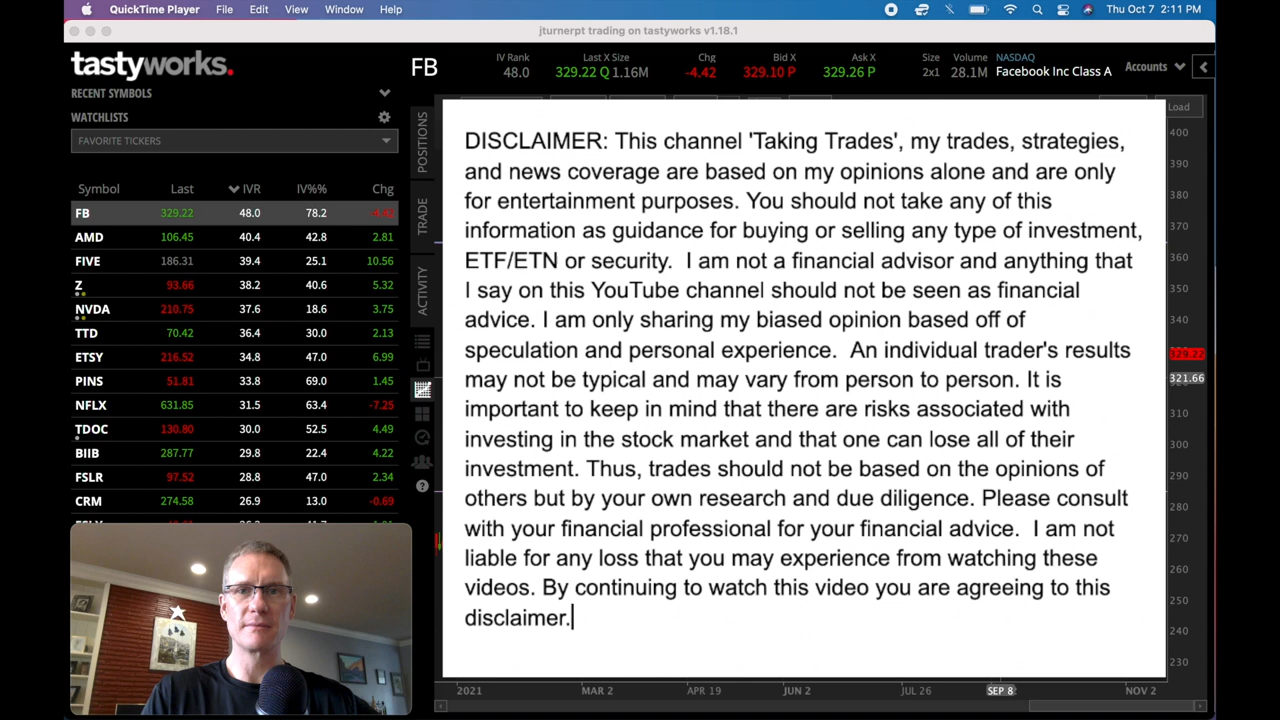 QuickTime Player File Edit View Window Help Thu Oct 7 2:11 PM
jturnerpt trading on tastyworks v1.18.1
tastyworks.
RECENT SYMBOLS
WATCHLISTS
FAVORITE TICKERS
Symbol Last IVR IV%% Chg
FB 329.22 48.0 78.2 -4.42
AMD 106.45 40.4 42.8 2.81
FIVE 186.31 39.4 25.1 10.56
Z 93.66 38.2 40.6 5.32
NVDA 210.75 37.6 18.6 3.75
TTD 70.42 36.4 30.0 2.13
ETSY 216.52 34.8 47.0 6.99
PINS 51.81 33.8 69.0 1.45
NFLX 631.85 31.5 63.4 -7.25
TDOC 130.80 30.0 52.5 4.49
BIIB 287.77 29.8 22.4 4.22
FSLR 97.52 28.8 47.0 2.34
CRM 274.58 26.9 13.0 -0.69
FB
IV Rank Last X Size Chg Bid X Ask X Size Volume NASDAQ
48.0 329.22 Q 1.16M -4.42 329.10 P 329.26 P 2x1 28.1M Facebook Inc Class A
Accounts
POSITIONS
TRADE
ACTIVITY
Load
DISCLAIMER: This channel 'Taking Trades', my trades, strategies,
and news coverage are based on my opinions alone and are only
for entertainment purposes. You should not take any of this
information as guidance for buying or selling any type of investment,
ETF/ETN or security. I am not a financial advisor and anything that
I say on this YouTube channel should not be seen as financial
advice. I am only sharing my biased opinion based off of
speculation and personal experience. An individual trader's results
may not be typical and may vary from person to person. It is
important to keep in mind that there are risks associated with
investing in the stock market and that one can lose all of their
investment. Thus, trades should not be based on the opinions of
others but by your own research and due diligence. Please consult
with your financial professional for your financial advice. I am not
liable for any loss that you may experience from watching these
videos. By continuing to watch this video you are agreeing to this
disclaimer.
400
390
380
370
360
350
340
329.22
321.66
310
300
290
280
270
260
250
240
230
2021 MAR 2 APR 19 JUN 2 JUL 26 SEP 8 NOV 2